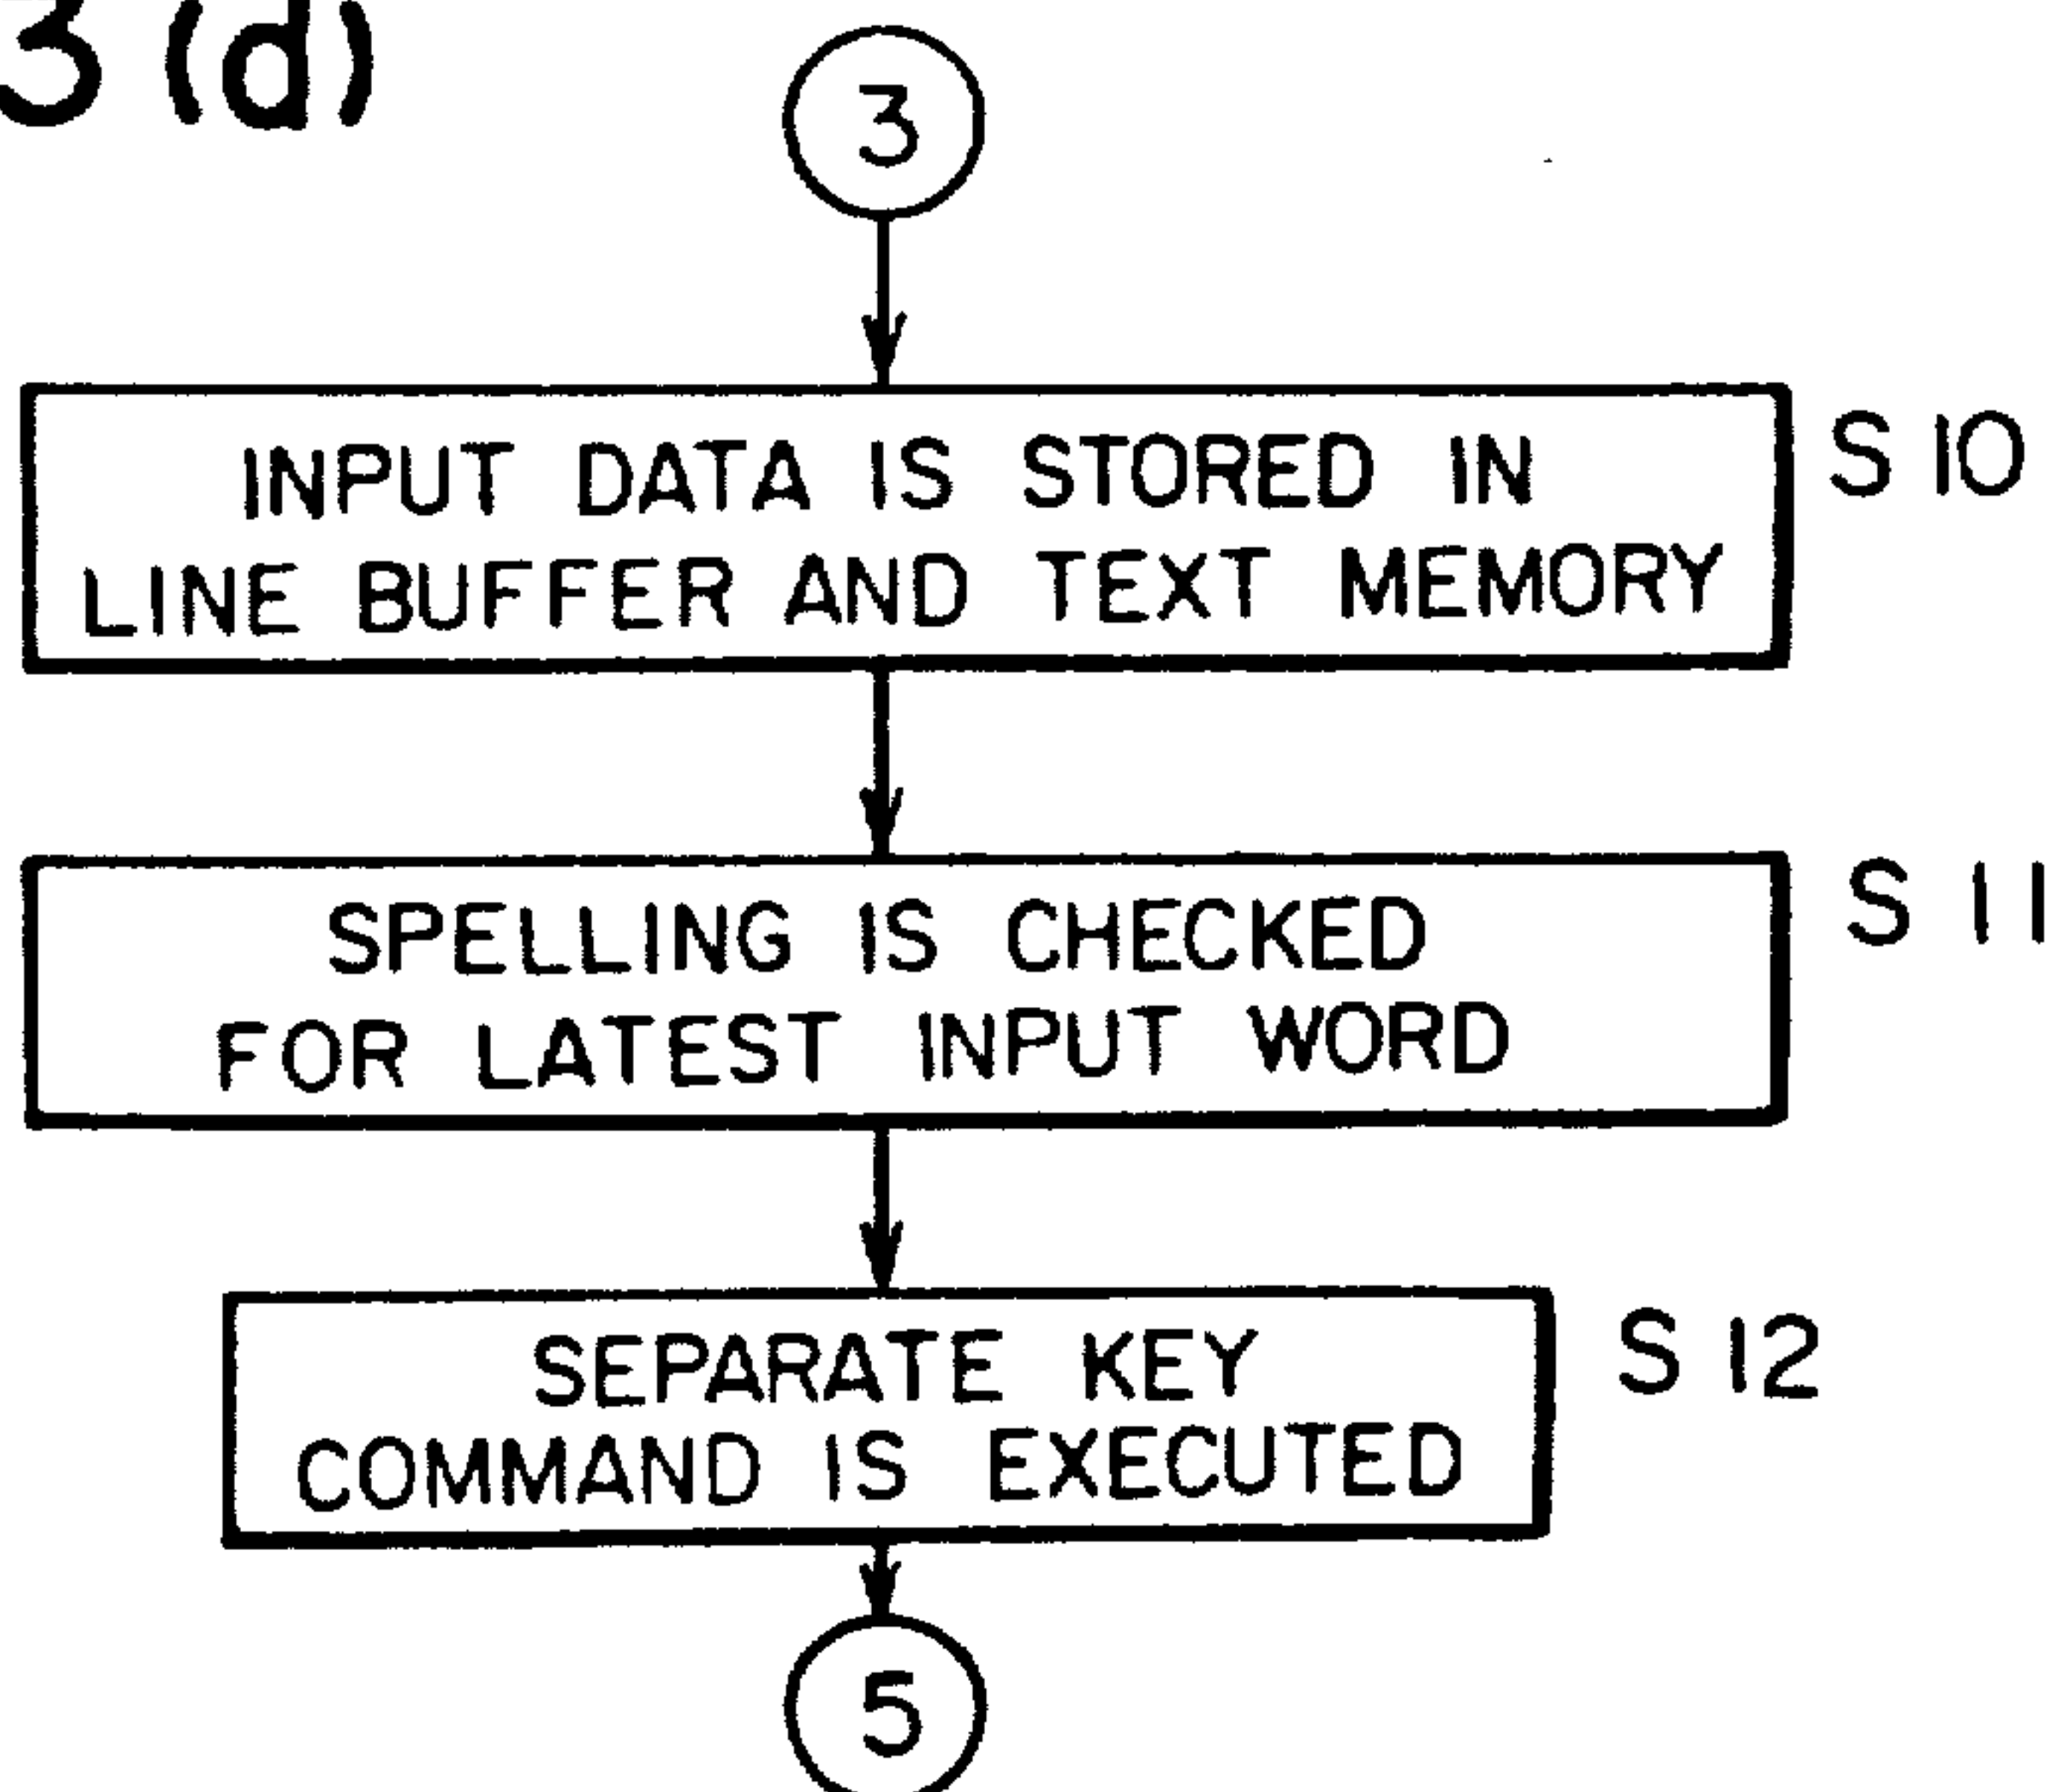 3 (d)
3
INPUT DATA IS STORED IN
LINE BUFFER AND TEXT MEMORY
S 10
SPELLING IS CHECKED
FOR LATEST INPUT WORD
S 11
SEPARATE KEY
COMMAND IS EXECUTED
S 12
5